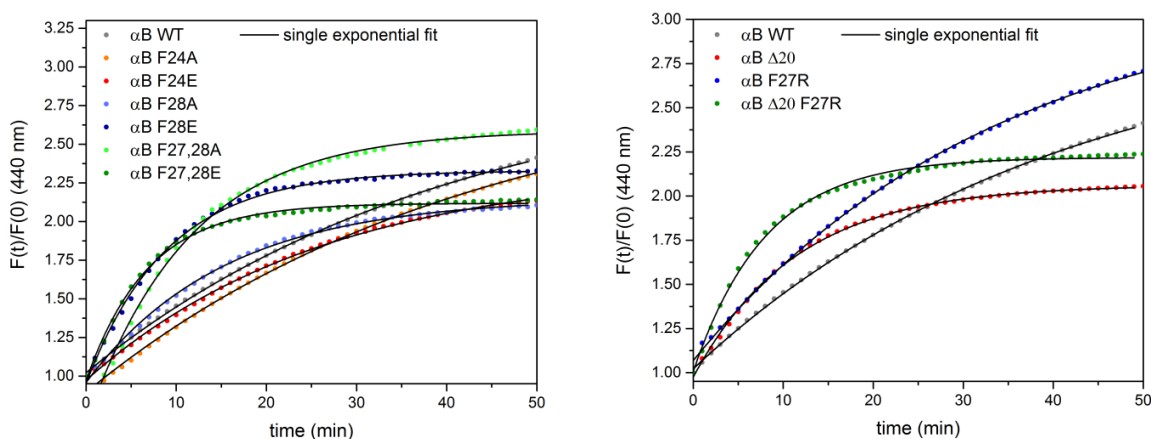 αB WT
αB F24A
αB F24E
αB F28A
αB F28E
αB F27,28A
αB F27,28E
single exponential fit
F(t)/F(0) (440 nm)
3.25
3.00
2.75
2.50
2.25
2.00
1.75
1.50
1.25
1.00
0 10 20 30 40 50
time (min)
αB WT
αB Δ20
αB F27R
αB Δ20 F27R
single exponential fit
F(t)/F(0) (440 nm)
3.00
2.75
2.50
2.25
2.00
1.75
1.50
1.25
1.00
0 10 20 30 40 50
time (min)